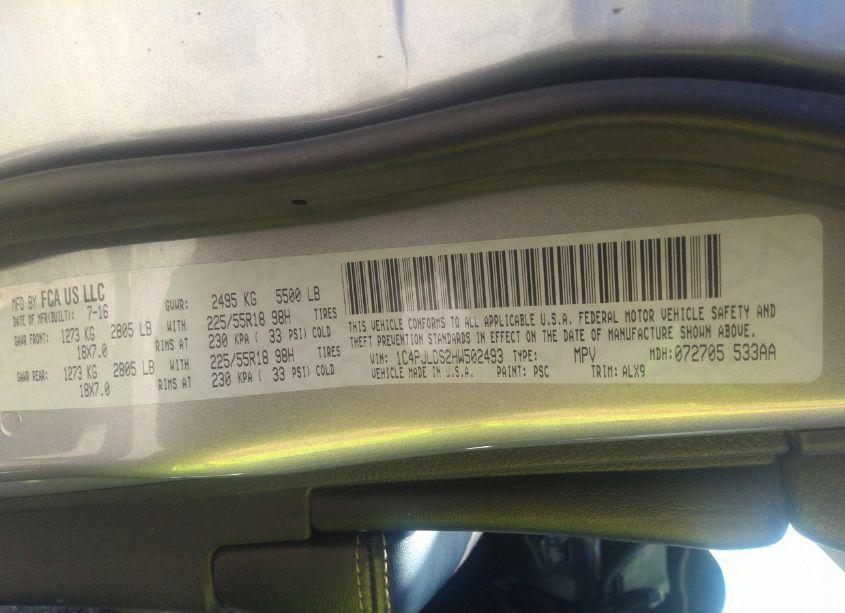 MFD BY FCA US LLC
DATE OF MFR(BUILT): 7-16 GVWR: 2495 KG 5500 LB
GAWR FRONT: 1273 KG 2805 LB WITH 225/55R18 98H TIRES
18X7.0 RIMS AT 230 KPA ( 33 PSI) COLD
GAWR REAR: 1273 KG 2805 LB WITH 225/55R18 98H TIRES
18X7.0 RIMS AT 230 KPA ( 33 PSI) COLD
THIS VEHICLE CONFORMS TO ALL APPLICABLE U.S.A. FEDERAL MOTOR VEHICLE SAFETY AND
THEFT PREVENTION STANDARDS IN EFFECT ON THE DATE OF MANUFACTURE SHOWN ABOVE.
VIN: 1C4PJLDS2HW502493 TYPE: MPV MDH: 072705 533AA
VEHICLE MADE IN U.S.A. PAINT: PSC TRIM: ALX9